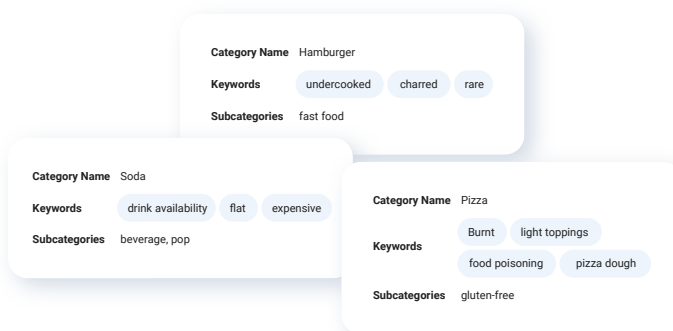 Category Name Hamburger
Keywords undercooked charred rare
Subcategories fast food
Category Name Soda
Keywords drink availability flat expensive
Subcategories beverage, pop
Category Name Pizza
Keywords Burnt light toppings
food poisoning pizza dough
Subcategories gluten-free